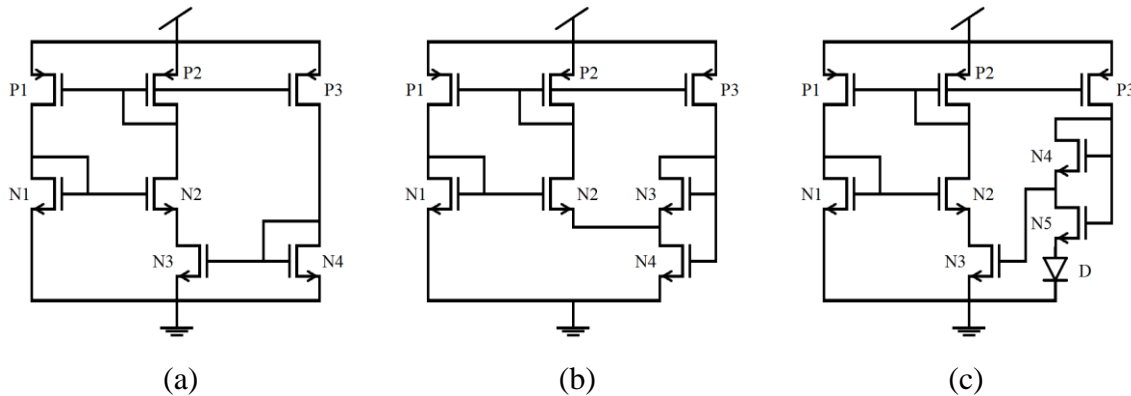 P1 P2 P3
N1 N2
N3 N4
(a)
P1 P2 P3
N1 N2 N3
N4
(b)
P1 P2 P3
N4
N1 N2
N5
N3 D
(c)